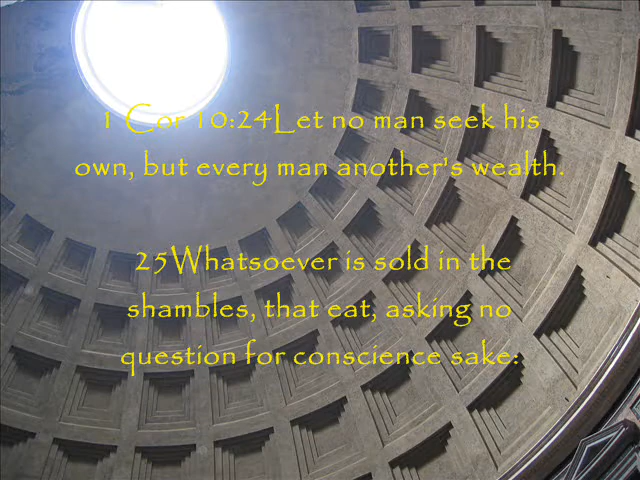 1 Cor 10:24Let no man seek his
own, but every man another's wealth.
25Whatsoever is sold in the
shambles, that eat, asking no
question for conscience sake: